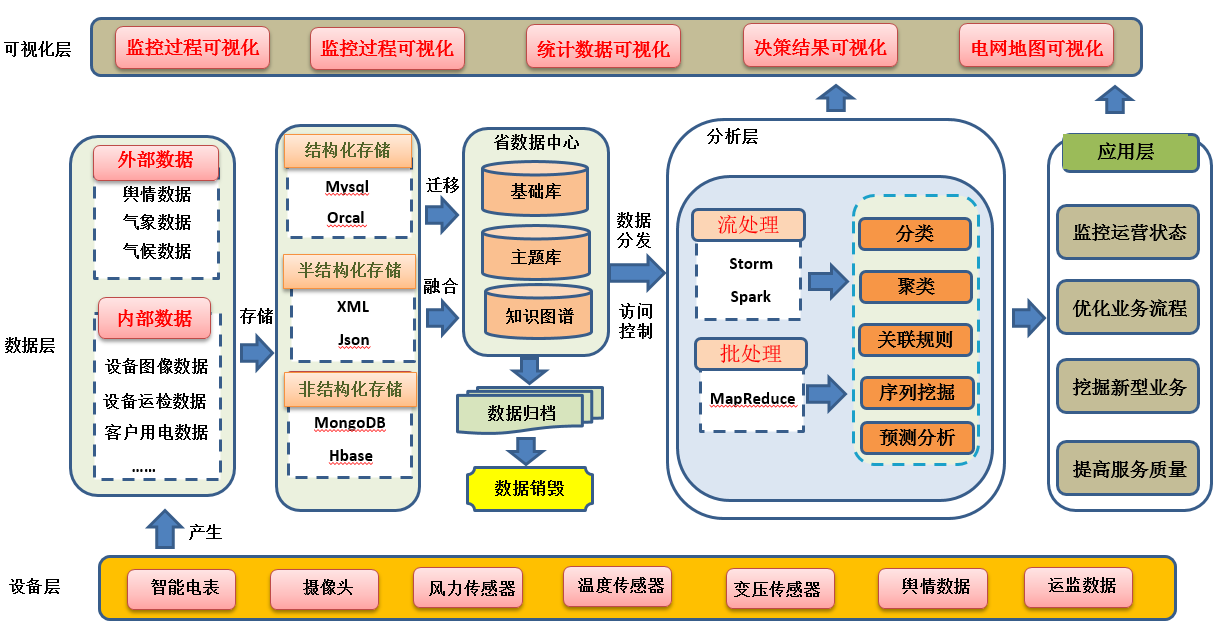 可视化层
监控过程可视化
监控过程可视化
统计数据可视化
决策结果可视化
电网地图可视化
数据层
外部数据
舆情数据
气象数据
气候数据
内部数据
设备图像数据
设备运检数据
客户用电数据
……
存储
结构化存储
Mysql
Orcal
半结构化存储
XML
Json
非结构化存储
MongoDB
Hbase
迁移
融合
省数据中心
基础库
主题库
知识图谱
数据归档
数据销毁
数据
分发
访问
控制
分析层
流处理
Storm
Spark
批处理
MapReduce
分类
聚类
关联规则
序列挖掘
预测分析
应用层
监控运营状态
优化业务流程
挖掘新型业务
提高服务质量
产生
设备层
智能电表
摄像头
风力传感器
温度传感器
变压传感器
舆情数据
运监数据